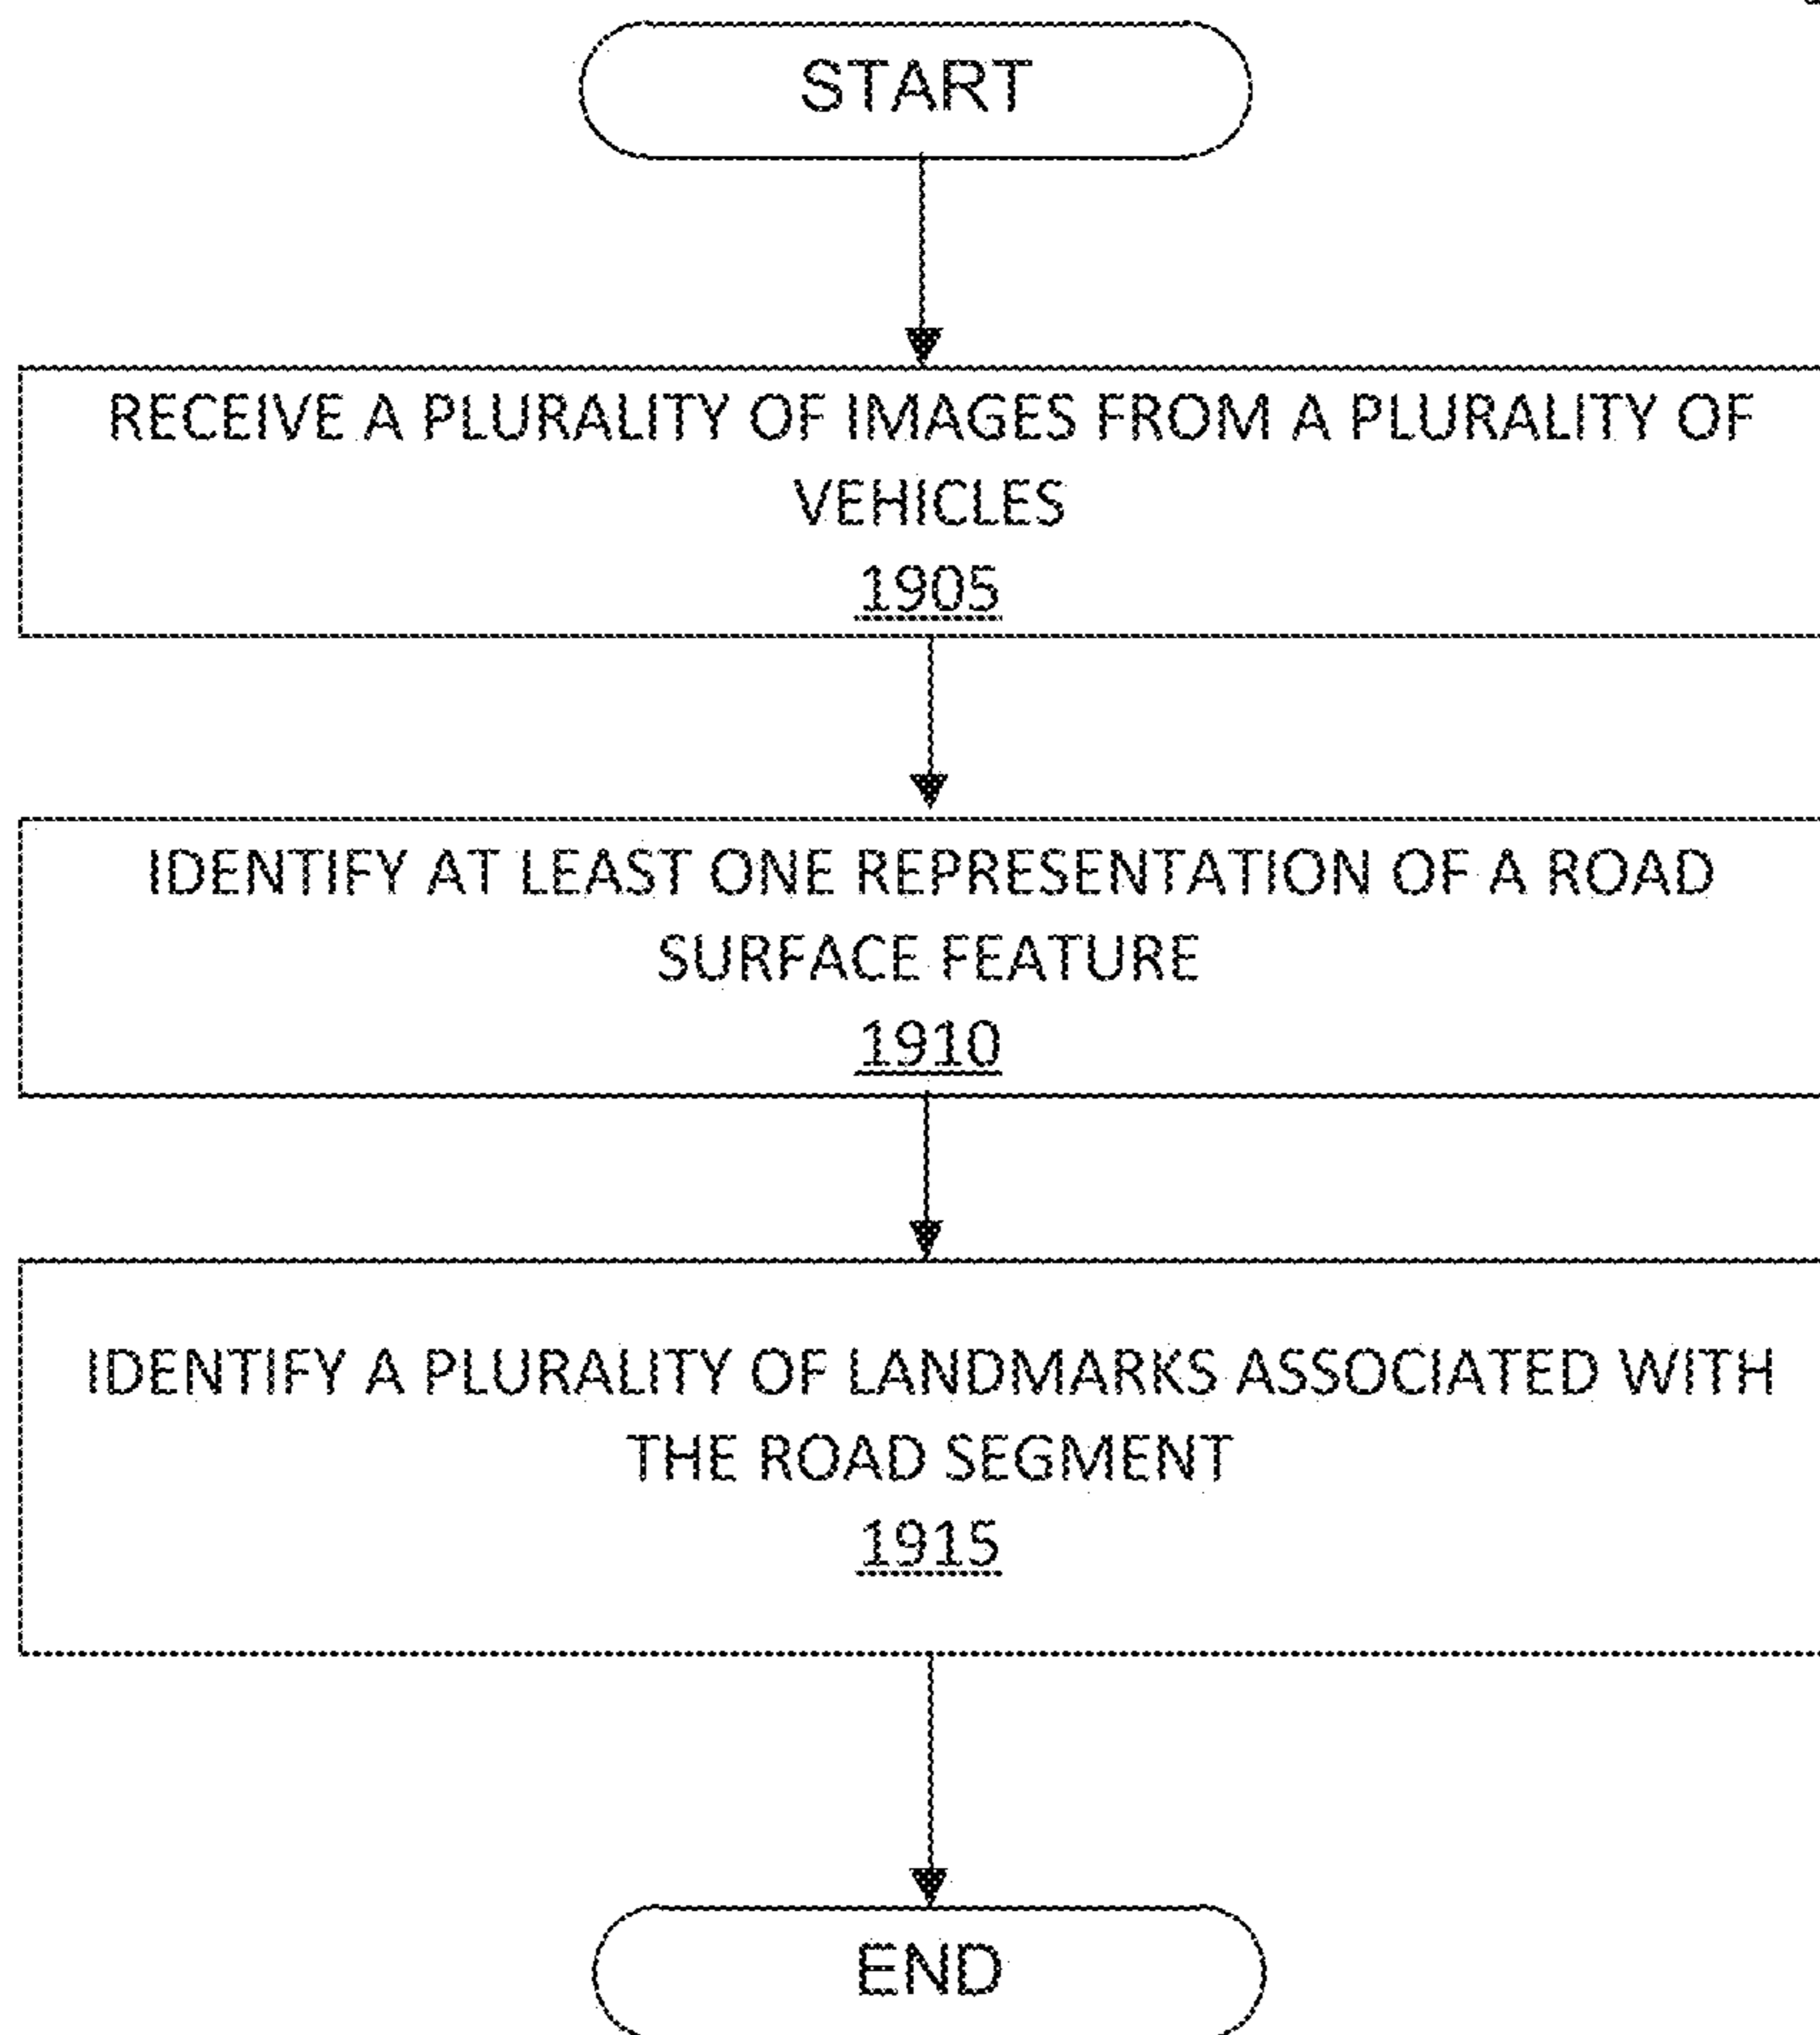 START
RECEIVE A PLURALITY OF IMAGES FROM A PLURALITY OF
VEHICLES
1905
IDENTIFY AT LEAST ONE REPRESENTATION OF A ROAD
SURFACE FEATURE
1910
IDENTIFY A PLURALITY OF LANDMARKS ASSOCIATED WITH
THE ROAD SEGMENT
1915
END